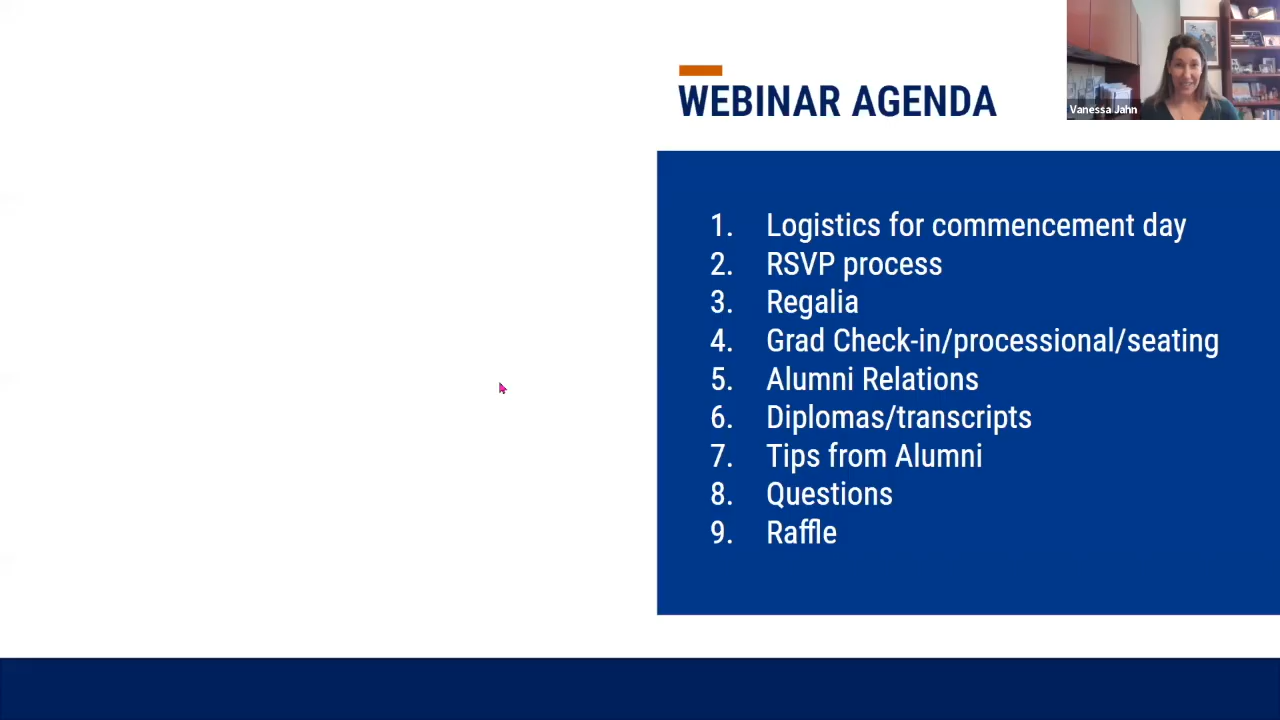 WEBINAR AGENDA
Vanessa Jahn
1. Logistics for commencement day
2. RSVP process
3. Regalia
4. Grad Check-in/processional/seating
5. Alumni Relations
6. Diplomas/transcripts
7. Tips from Alumni
8. Questions
9. Raffle